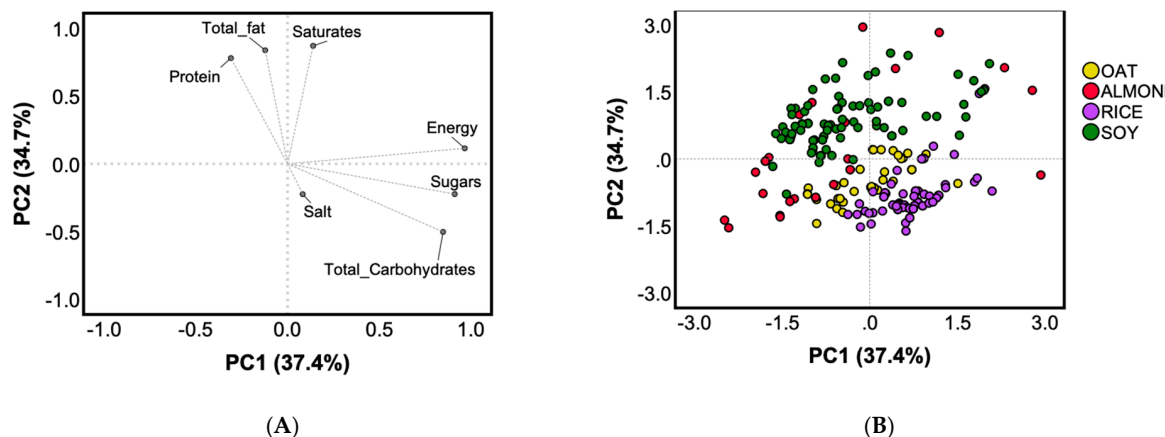 1.0
0.5
0.0
-0.5
-1.0
-1.0
-0.5
0.0
0.5
1.0
PC2 (34.7%)
PC1 (37.4%)
Total_fat
Saturates
Protein
Energy
Sugars
Salt
Total_Carbohydrates
(A)
3.0
1.5
.0
-1.5
-3.0
-3.0
-1.5
.0
1.5
3.0
PC2 (34.7%)
PC1 (37.4%)
OAT
ALMON
RICE
SOY
(B)